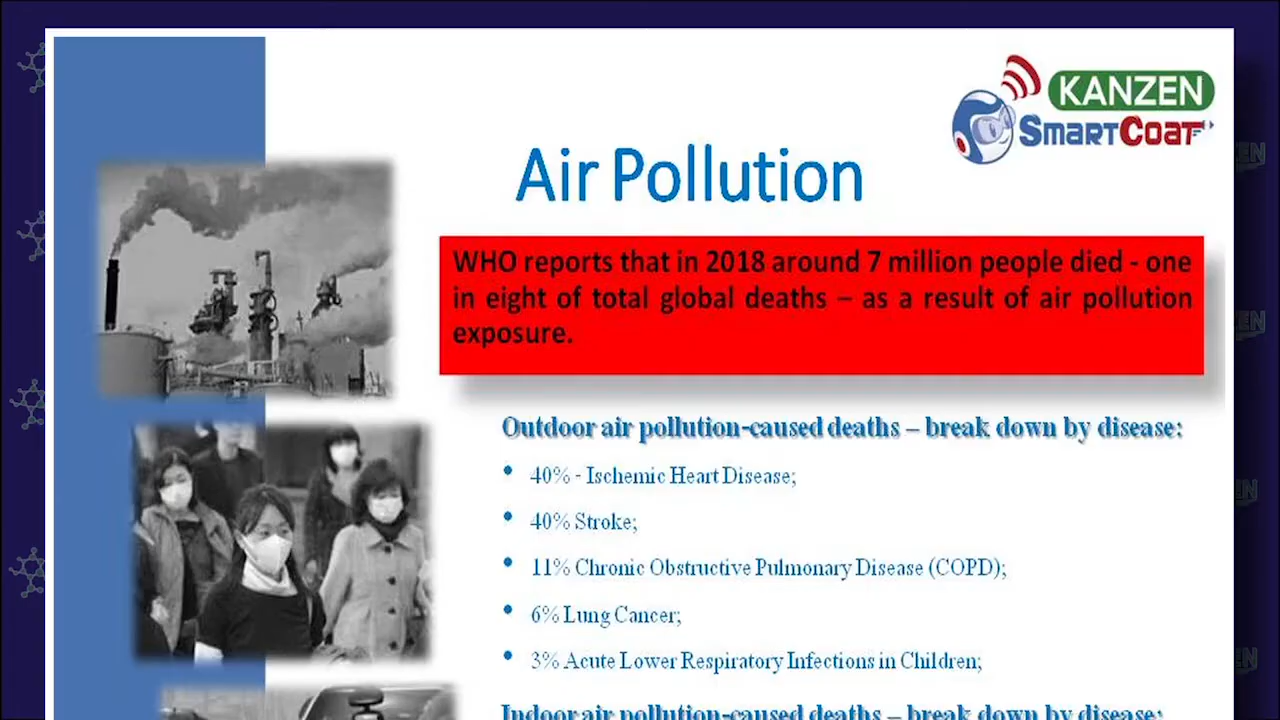 KANZEN
SMARTCOAT
Air Pollution
WHO reports that in 2018 around 7 million people died - one
in eight of total global deaths – as a result of air pollution
exposure.
Outdoor air pollution-caused deaths – break down by disease:
• 40% - Ischemic Heart Disease;
• 40% Stroke;
• 11% Chronic Obstructive Pulmonary Disease (COPD);
• 6% Lung Cancer;
• 3% Acute Lower Respiratory Infections in Children;
Indoor air pollution-caused deaths – break down by disease: